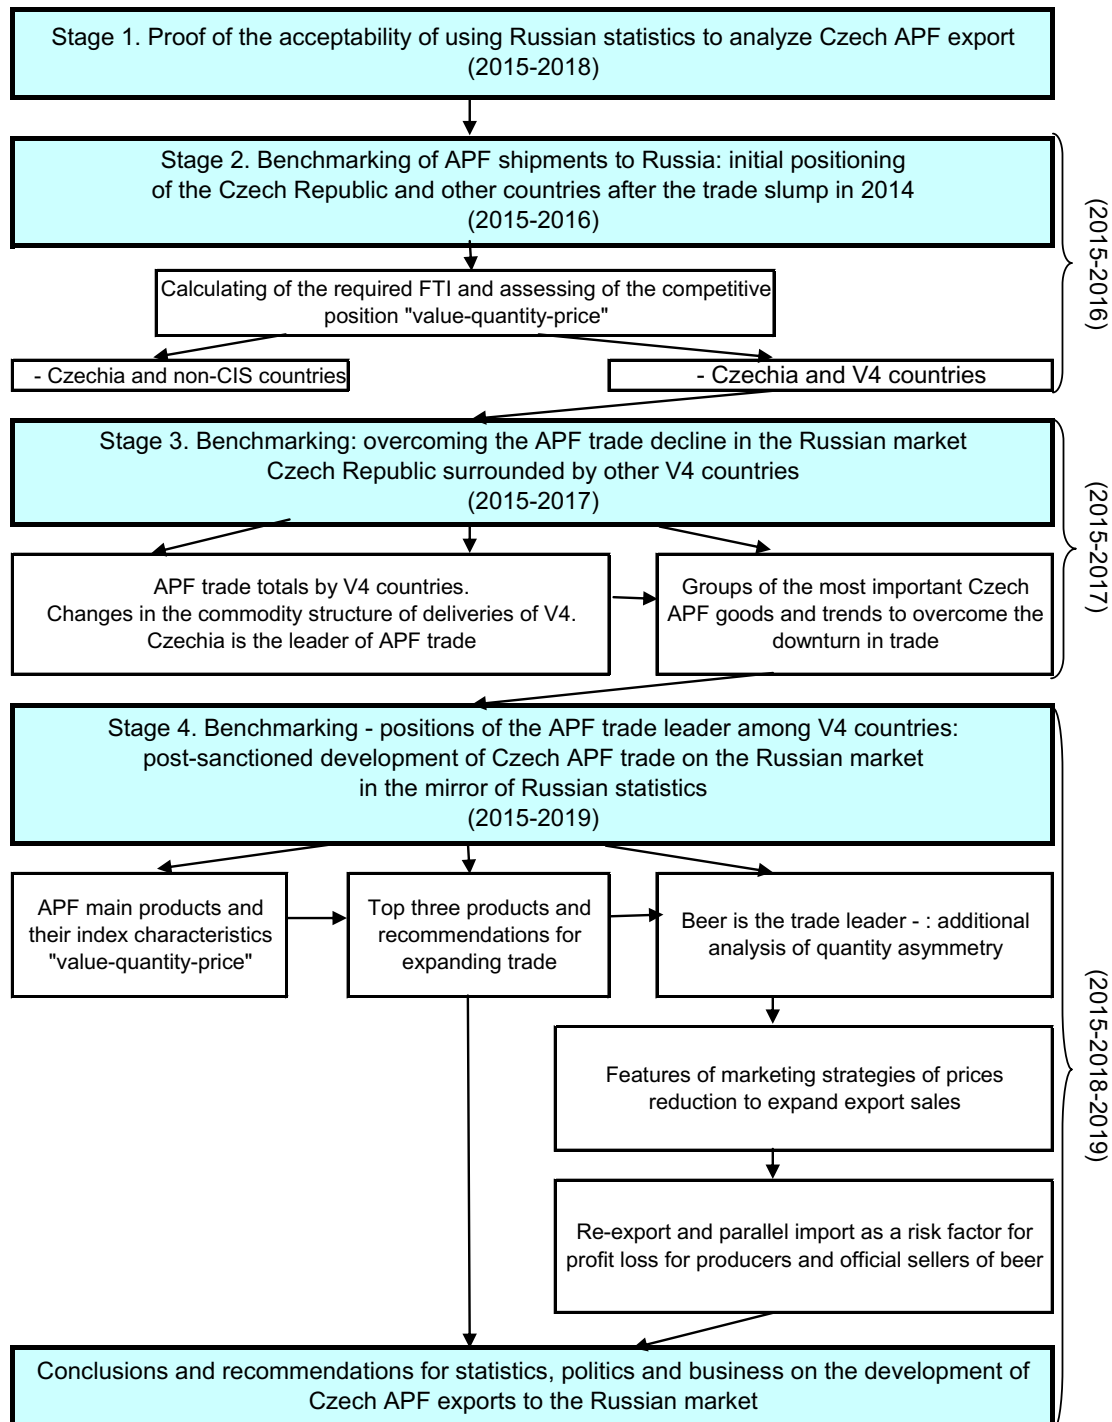 Stage 1. Proof of the acceptability of using Russian statistics to analyze Czech APF export
(2015-2018)
Stage 2. Benchmarking of APF shipments to Russia: initial positioning
of the Czech Republic and other countries after the trade slump in 2014
(2015-2016)
(2015-2016)
Calculating of the required FTI and assessing of the competitive
position "value-quantity-price"
- Czechia and non-CIS countries
- Czechia and V4 countries
Stage 3. Benchmarking: overcoming the APF trade decline in the Russian market
Czech Republic surrounded by other V4 countries
(2015-2017)
(2015-2017)
APF trade totals by V4 countries.
Changes in the commodity structure of deliveries of V4.
Czechia is the leader of APF trade
Groups of the most important Czech
APF goods and trends to overcome the
downturn in trade
Stage 4. Benchmarking - positions of the APF trade leader among V4 countries:
post-sanctioned development of Czech APF trade on the Russian market
in the mirror of Russian statistics
(2015-2019)
APF main products and
their index characteristics
"value-quantity-price"
Top three products and
recommendations for
expanding trade
Beer is the trade leader - : additional
analysis of quantity asymmetry
(2015-2018-2019)
Features of marketing strategies of prices
reduction to expand export sales
Re-export and parallel import as a risk factor for
profit loss for producers and official sellers of beer
Conclusions and recommendations for statistics, politics and business on the development of
Czech APF exports to the Russian market